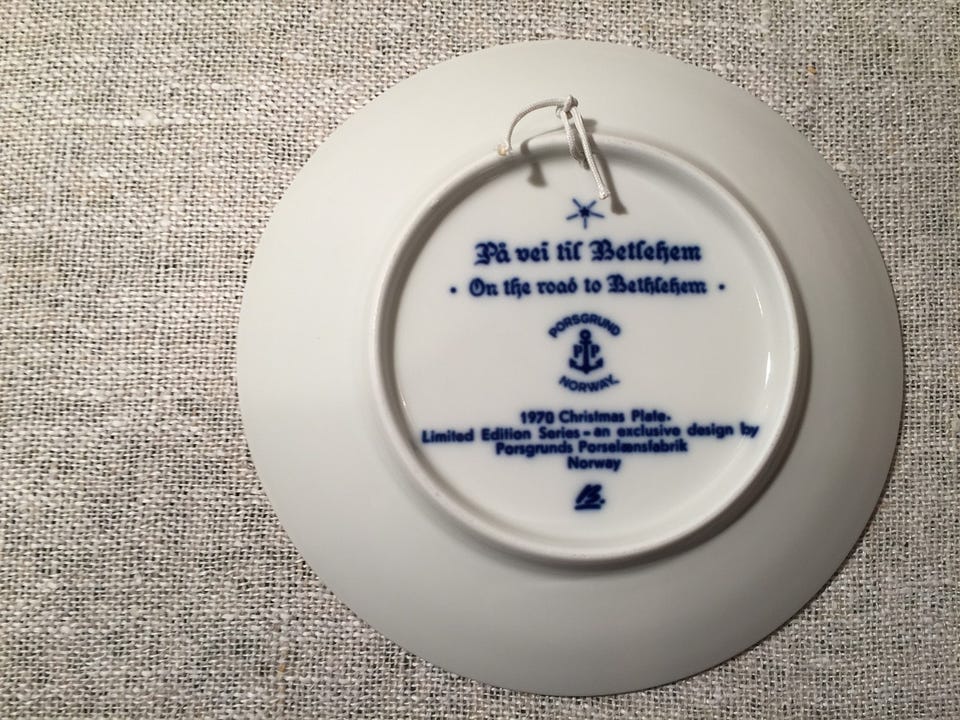 På vei til Betlehem
· On the road to Bethlehem ·
PORSGRUND
P P
NORWAY.
1970 Christmas Plate.
Limited Edition Series - an exclusive design by
Porsgrunds Porselænsfabrik
Norway